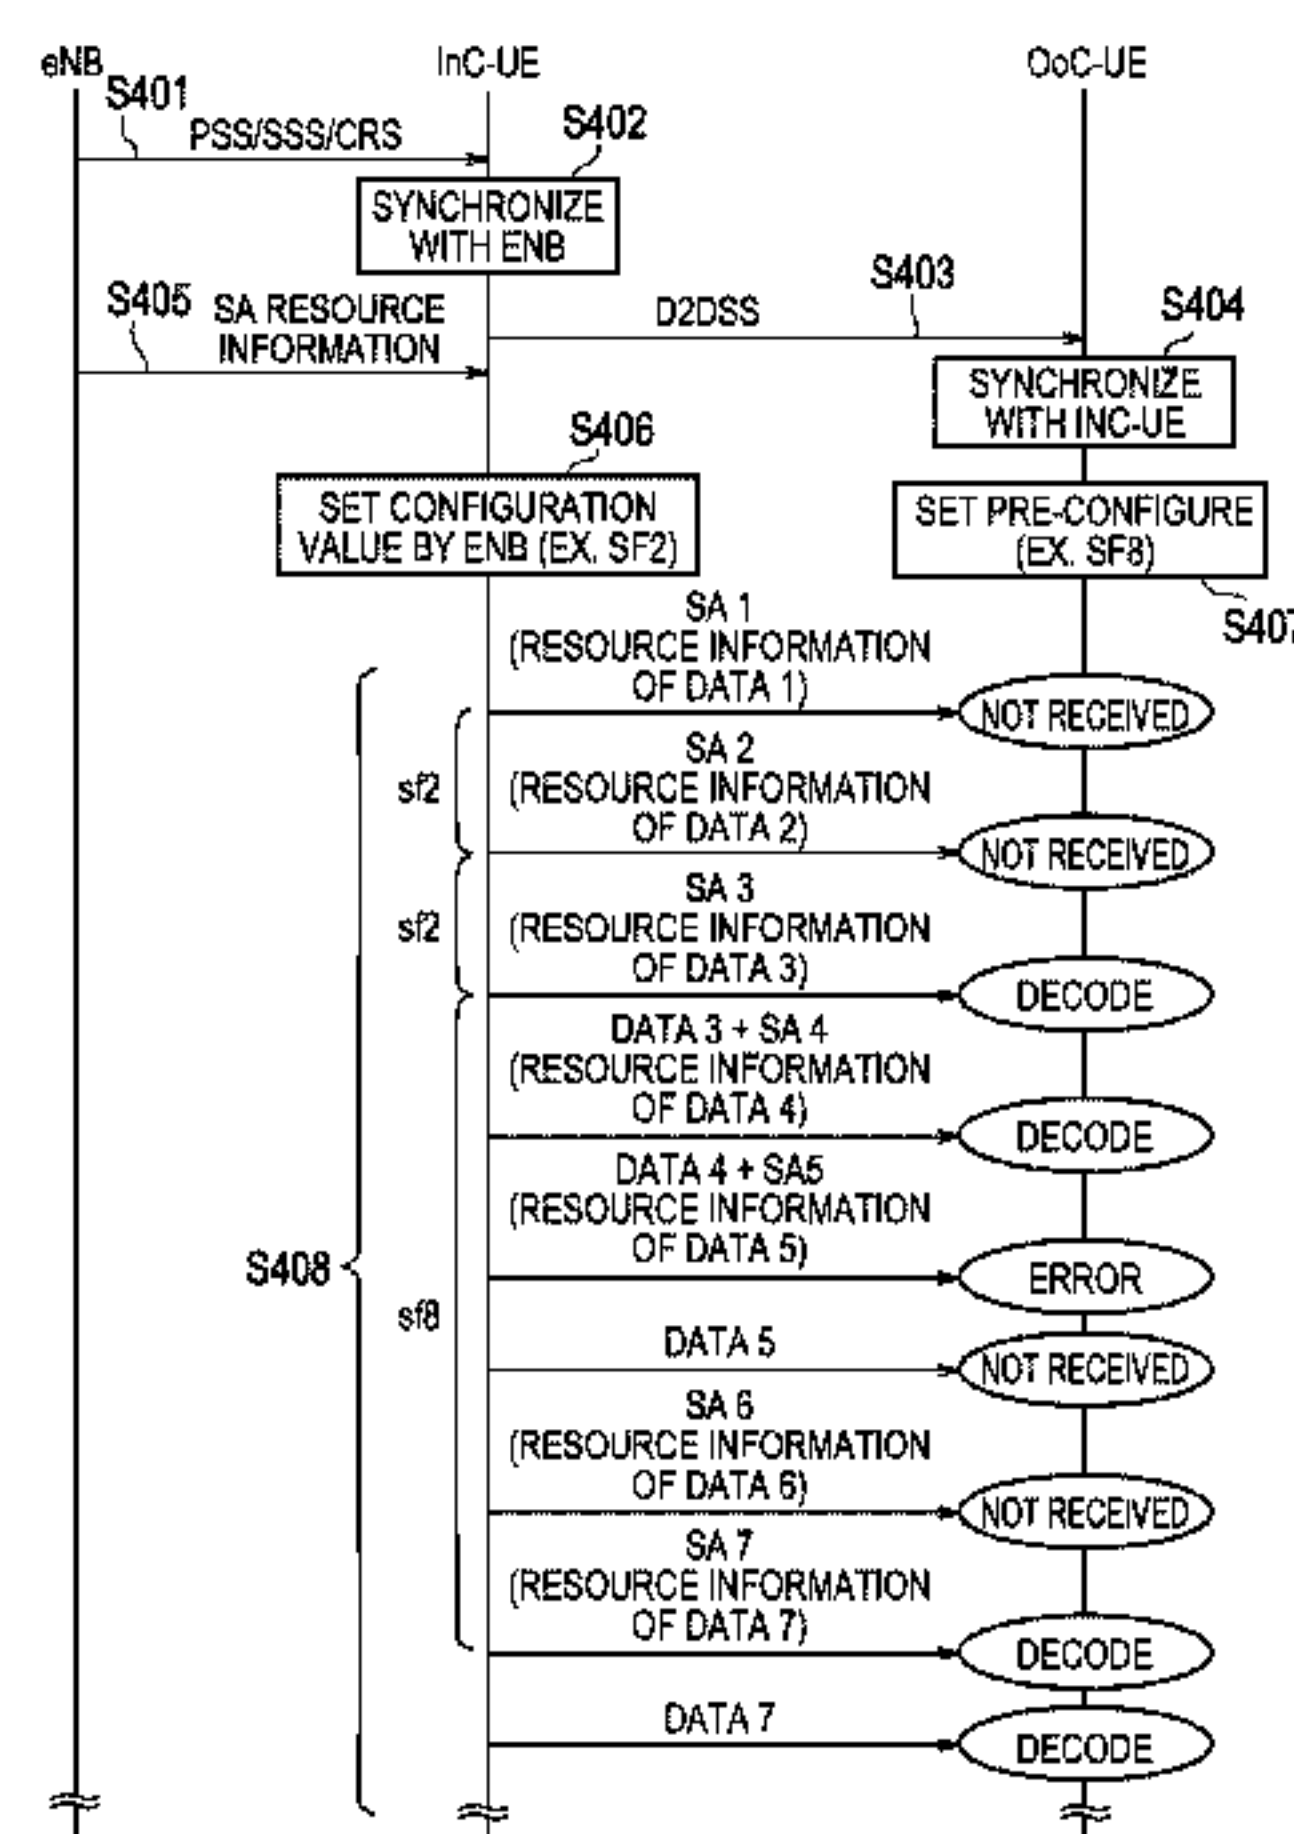 eNB
InC-UE
OoC-UE
S401
PSS/SSS/CRS
S402
SYNCHRONIZE
WITH ENB
S405
SA RESOURCE
INFORMATION
S403
D2DSS
S404
SYNCHRONIZE
WITH INC-UE
S406
SET CONFIGURATION
VALUE BY ENB (EX. SF2)
SET PRE-CONFIGURE
(EX. SF8)
S407
SA 1
(RESOURCE INFORMATION
OF DATA 1)
NOT RECEIVED
sf2
SA 2
(RESOURCE INFORMATION
OF DATA 2)
NOT RECEIVED
sf2
SA 3
(RESOURCE INFORMATION
OF DATA 3)
DECODE
DATA 3 + SA 4
(RESOURCE INFORMATION
OF DATA 4)
DECODE
DATA 4 + SA5
(RESOURCE INFORMATION
OF DATA 5)
ERROR
S408
sf8
DATA 5
NOT RECEIVED
SA 6
(RESOURCE INFORMATION
OF DATA 6)
NOT RECEIVED
SA 7
(RESOURCE INFORMATION
OF DATA 7)
DECODE
DATA 7
DECODE